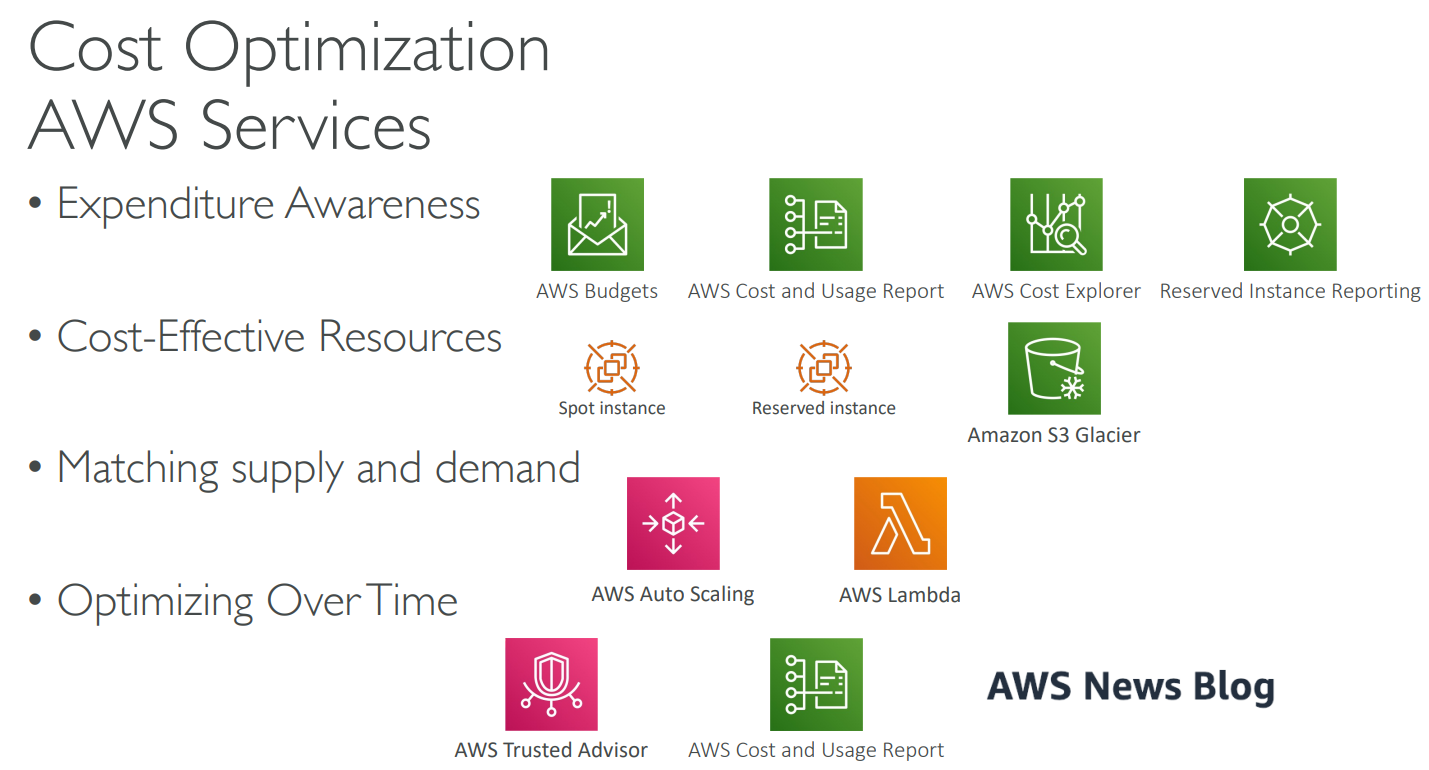 Cost Optimization
AWS Services
• Expenditure Awareness
AWS Budgets
AWS Cost and Usage Report
AWS Cost Explorer
Reserved Instance Reporting
• Cost-Effective Resources
Spot instance
Reserved instance
Amazon S3 Glacier
• Matching supply and demand
AWS Auto Scaling
AWS Lambda
• Optimizing Over Time
AWS Trusted Advisor
AWS Cost and Usage Report
AWS News Blog